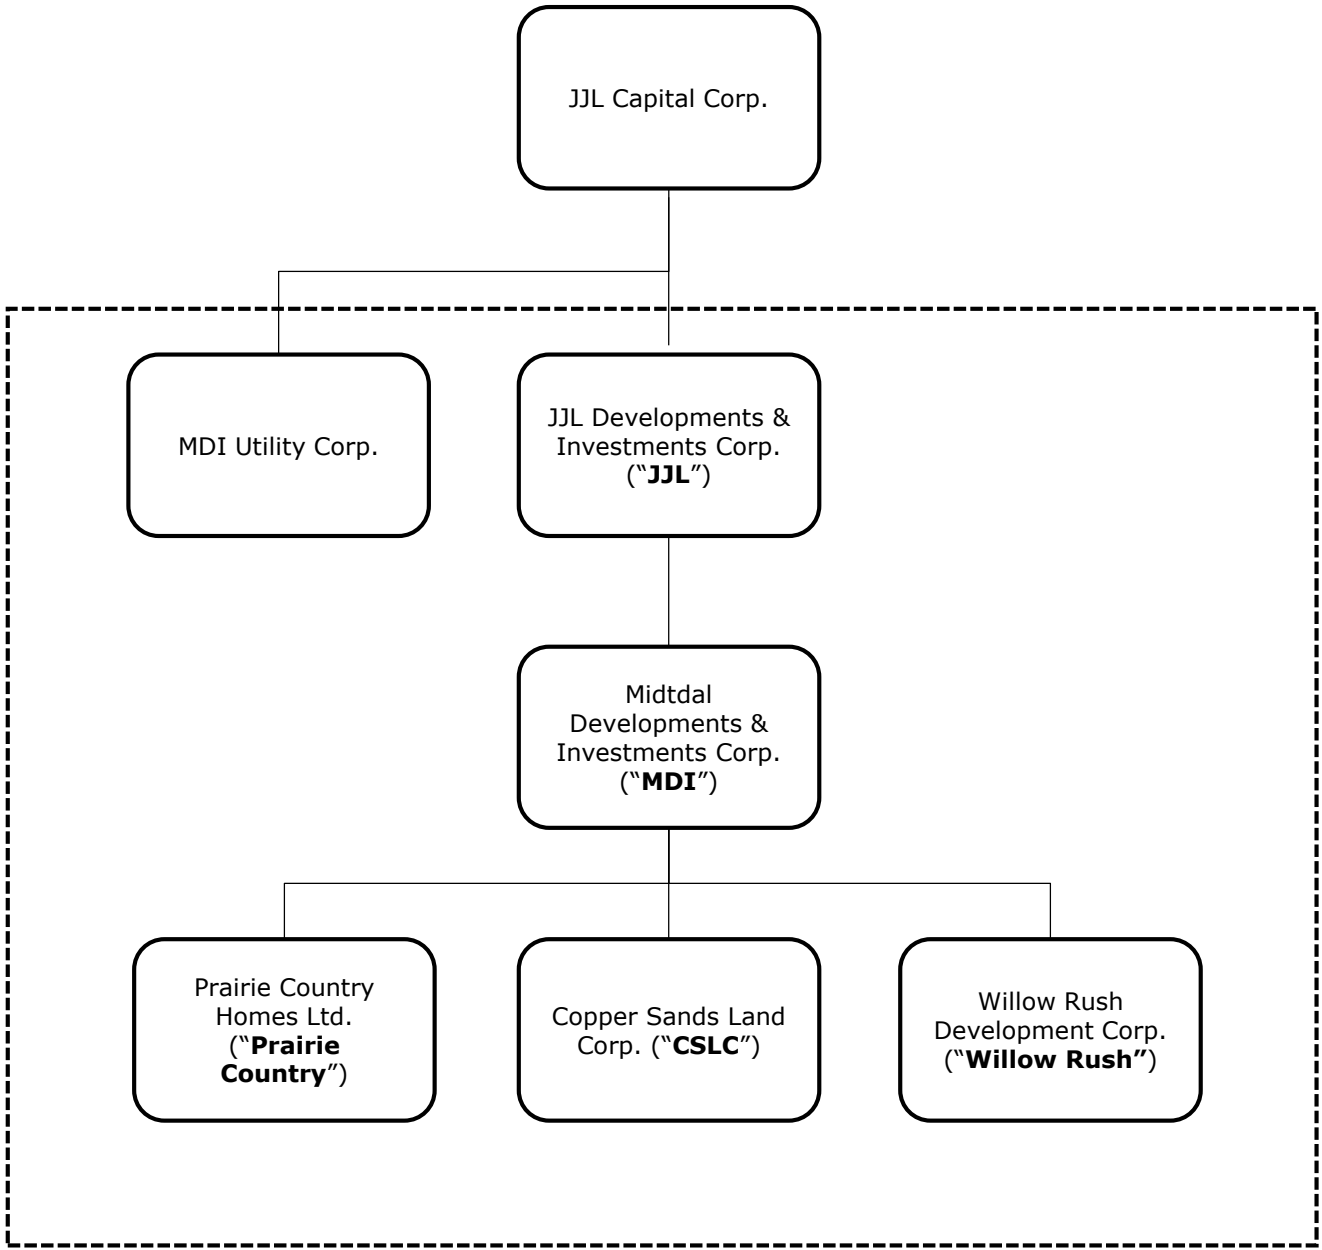 JJL Capital Corp.
MDI Utility Corp.
JJL Developments &
Investments Corp.
(“JJL”)
Midtdal
Developments &
Investments Corp.
(“MDI”)
Prairie Country
Homes Ltd.
(“Prairie
Country”)
Copper Sands Land
Corp. (“CSLC”)
Willow Rush
Development Corp.
(“Willow Rush”)